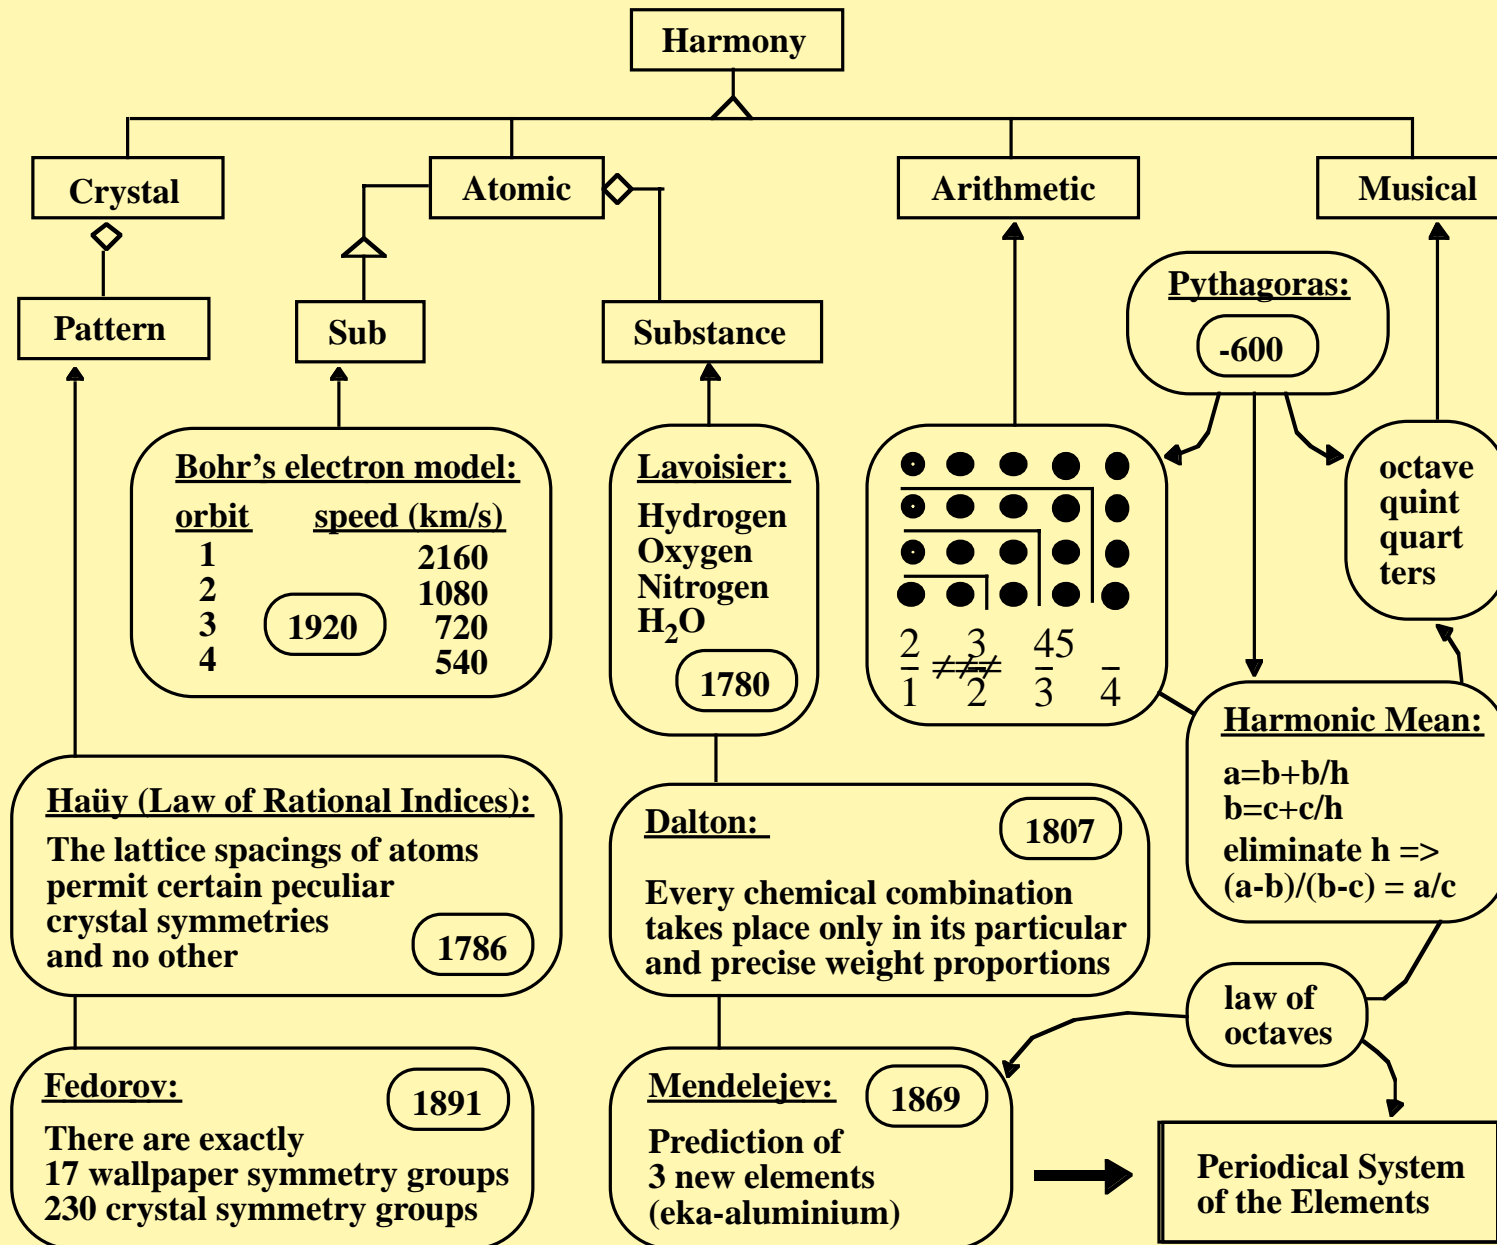 Harmony
Crystal
Atomic
Arithmetic
Musical
Pattern
Sub
Substance
Pythagoras:
-600
Bohr's electron model:
orbit speed (km/s)
1 2160
2 1080
3 720
4 540
1920
Lavoisier:
Hydrogen
Oxygen
Nitrogen
H₂O
1780
2 3 45
― ≠≠≠ ― ― ―
1 2 3 4
octave
quint
quart
ters
Harmonic Mean:
a=b+b/h
b=c+c/h
eliminate h =>
(a-b)/(b-c) = a/c
Haüy (Law of Rational Indices):
The lattice spacings of atoms
permit certain peculiar
crystal symmetries
and no other
1786
Dalton:
1807
Every chemical combination
takes place only in its particular
and precise weight proportions
law of
octaves
Fedorov:
1891
There are exactly
17 wallpaper symmetry groups
230 crystal symmetry groups
Mendelejev:
1869
Prediction of
3 new elements
(eka-aluminium)
Periodical System
of the Elements